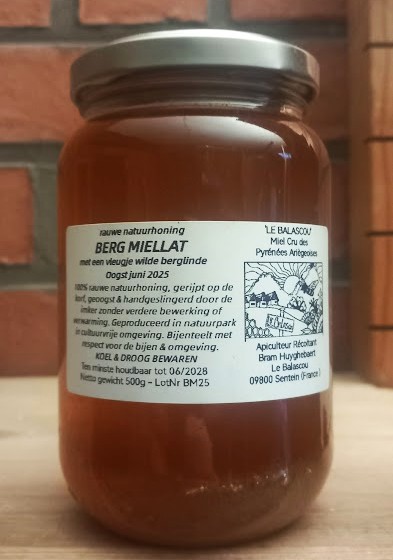 rauwe natuurhoning
BERG MIELLAT
met een vleugje wilde berglinde
Oogst juni 2025
100% rauwe natuurhoning, gerijpt op de
korf, geoogst & handgeslingerd door de
imker zonder verdere bewerking of
verwarming. Geproduceerd in natuurpark
in cultuurvrije omgeving. Bijenteelt met
respect voor de bijen & omgeving.
KOEL & DROOG BEWAREN
Ten minste houdbaar tot 06/2028
Netto gewicht 500g – LotNr BM25
'LE BALASCOU'
Miel Cru des
Pyrénées Ariégeoises
Apiculteur Récoltant
Bram Huyghebaert
Le Balascou
09800 Sentein (France)